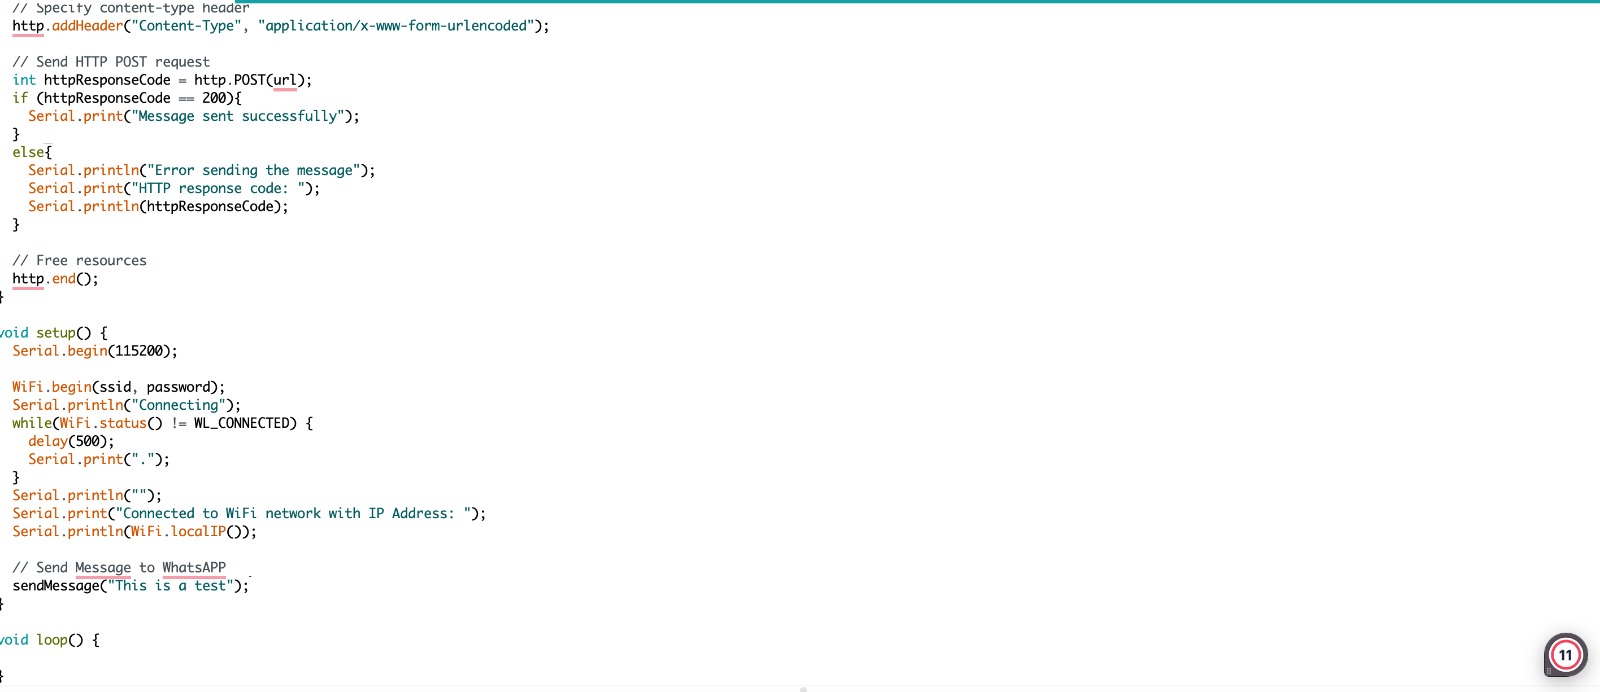 // Specify content-type header
http.addHeader("Content-Type", "application/x-www-form-urlencoded");
// Send HTTP POST request
int httpResponseCode = http.POST(url);
if (httpResponseCode == 200){
Serial.print("Message sent successfully");
}
else{
Serial.println("Error sending the message");
Serial.print("HTTP response code: ");
Serial.println(httpResponseCode);
}
// Free resources
http.end();
}
void setup() {
Serial.begin(115200);
WiFi.begin(ssid, password);
Serial.println("Connecting");
while(WiFi.status() != WL_CONNECTED) {
delay(500);
Serial.print(".");
}
Serial.println("");
Serial.print("Connected to WiFi network with IP Address: ");
Serial.println(WiFi.localIP());
// Send Message to WhatsAPP
sendMessage("This is a test");
}
void loop() {
}
11